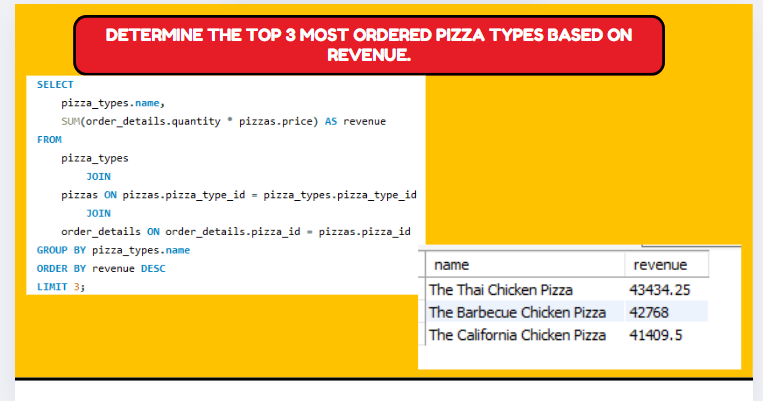 DETERMINE THE TOP 3 MOST ORDERED PIZZA TYPES BASED ON
REVENUE.
SELECT
pizza_types.name,
SUM(order_details.quantity * pizzas.price) AS revenue
FROM
pizza_types
JOIN
pizzas ON pizzas.pizza_type_id = pizza_types.pizza_type_id
JOIN
order_details ON order_details.pizza_id = pizzas.pizza_id
GROUP BY pizza_types.name
ORDER BY revenue DESC
LIMIT 3;
name revenue
The Thai Chicken Pizza 43434.25
The Barbecue Chicken Pizza 42768
The California Chicken Pizza 41409.5